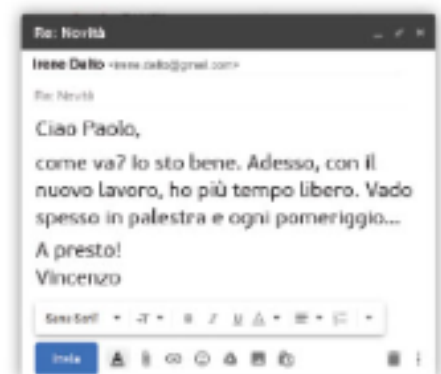 Re: Novità
Irene Dalto
Re: Novità
Ciao Paolo,
come va? Io sto bene. Adesso, con il
nuovo lavoro, ho più tempo libero. Vado
spesso in palestra e ogni pomeriggio...
A presto!
Vincenzo
Sans Serif
Invia